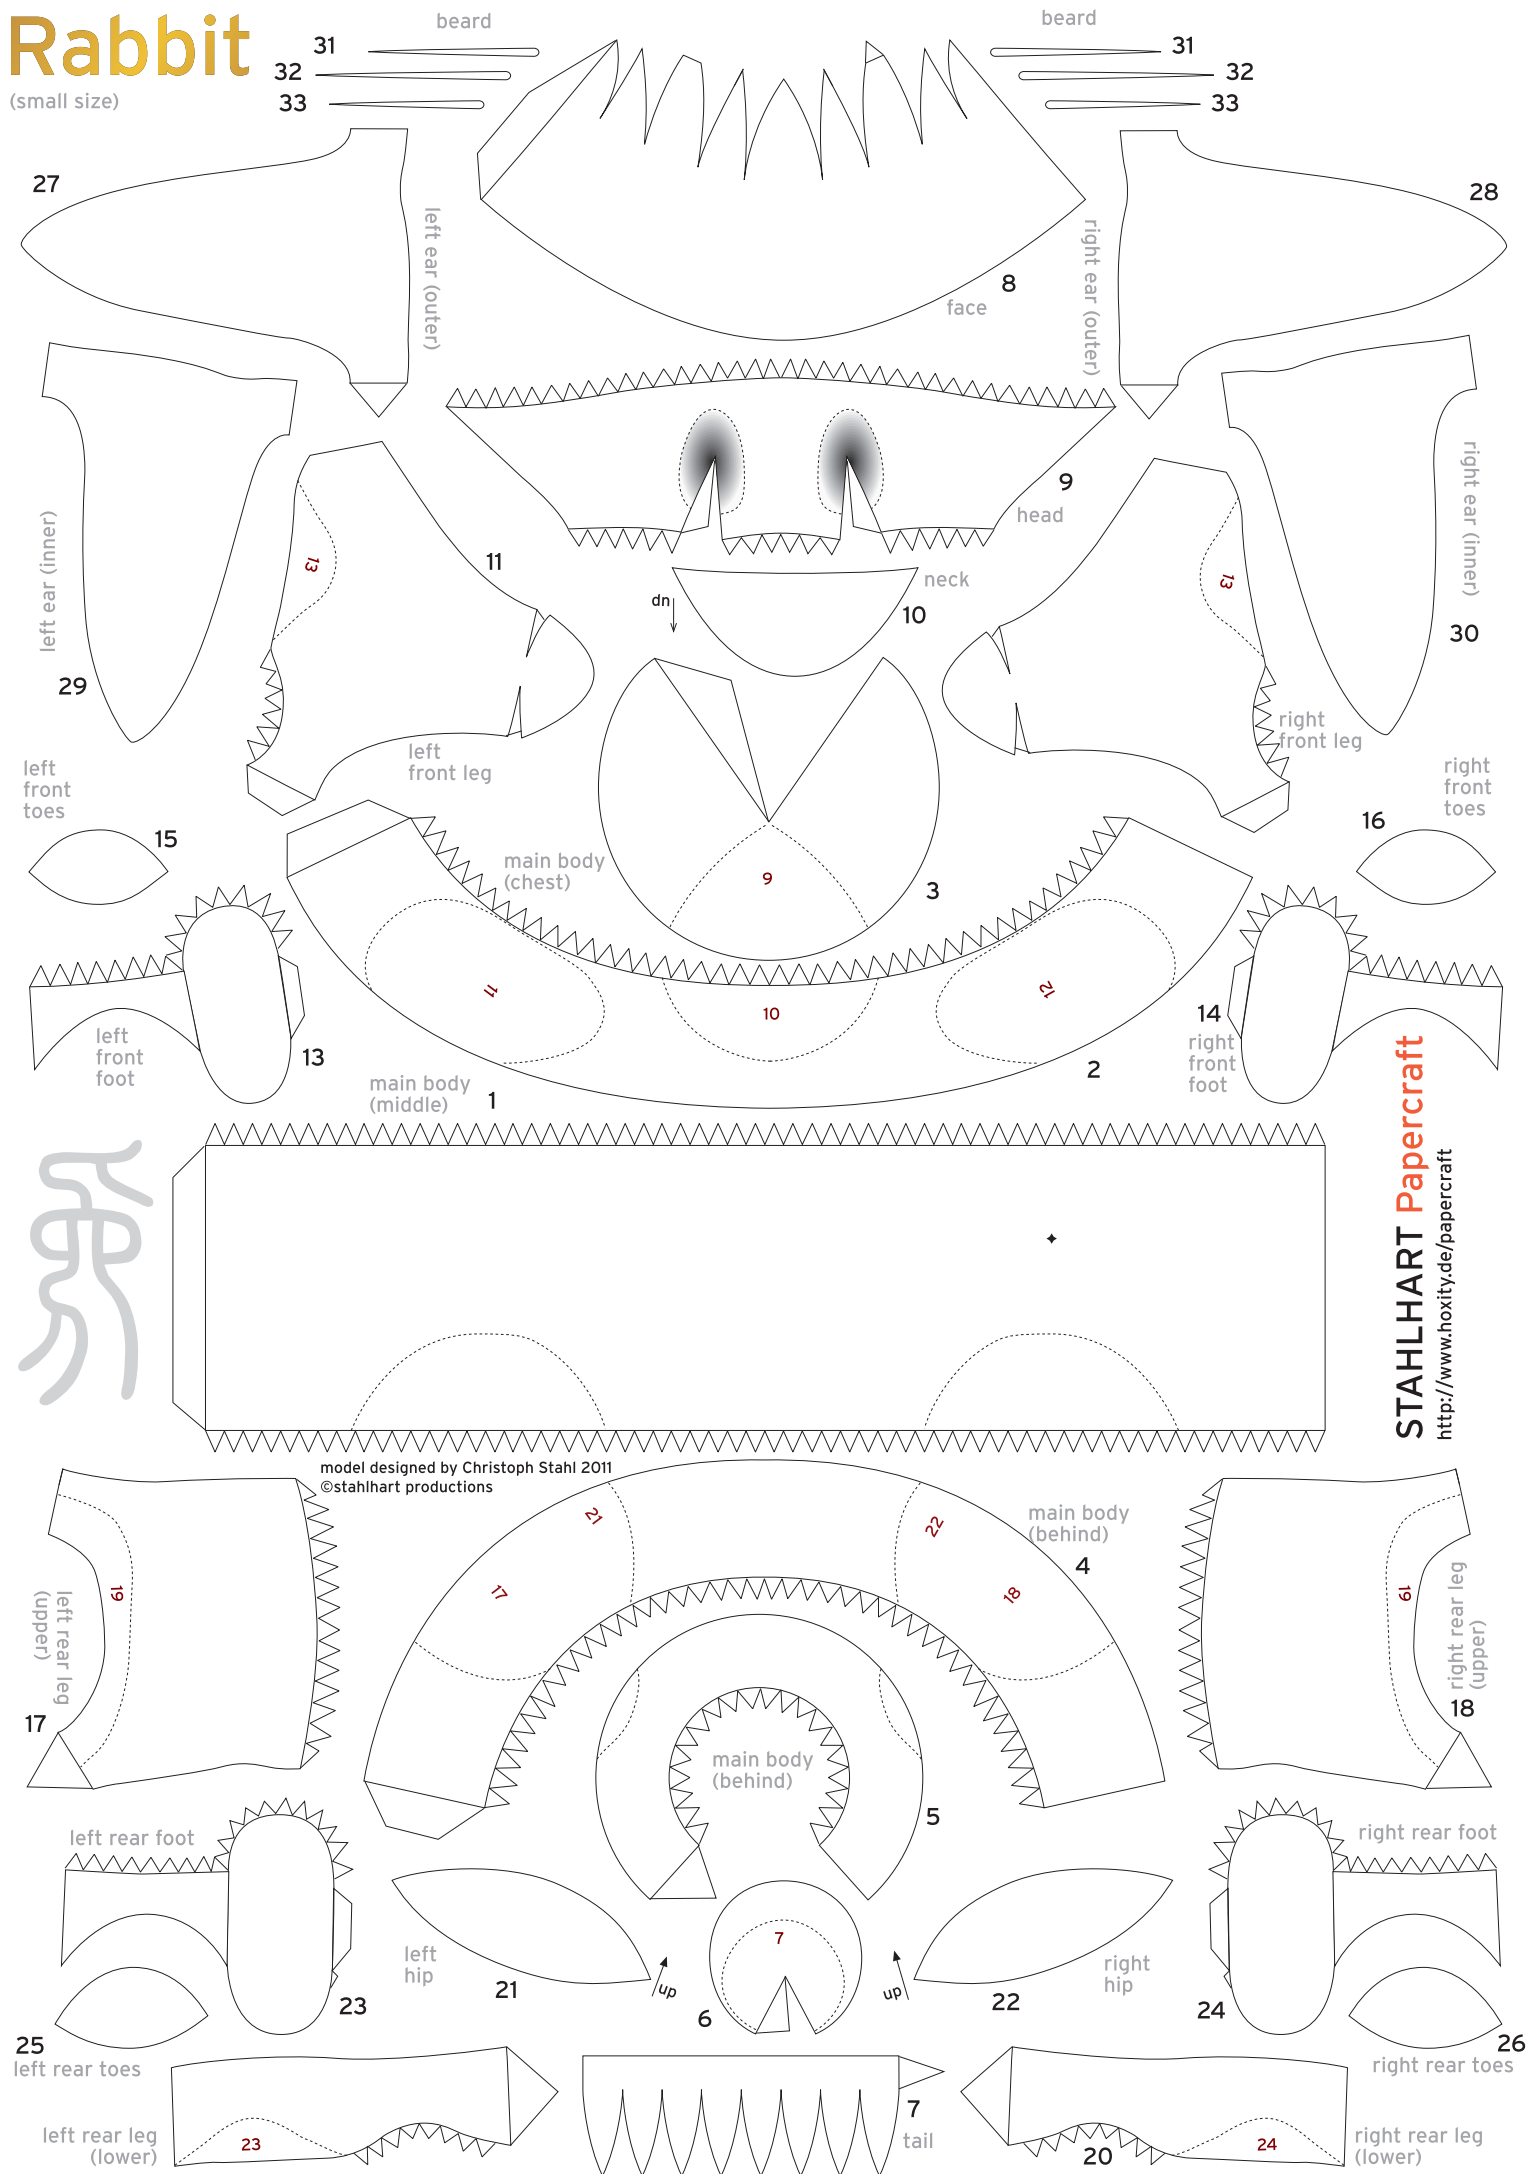 Rabbit
(small size)
beard
31
32
33
beard
31
32
33
27
left ear (outer)
8
face
right ear (outer)
28
9
head
left ear (inner)
29
13
11
left
front leg
neck
10
dn
13
right
front leg
right ear (inner)
30
left
front
toes
15
main body
(chest)
9
3
right
front
toes
16
11
10
12
2
left
front
foot
13
14
right
front
foot
main body
(middle)
1
STAHLHART Papercraft
http://www.hoxity.de/papercraft
model designed by Christoph Stahl 2011
©stahlhart productions
21
22
17
18
main body
(behind)
4
19
left rear leg
(upper)
17
19
right rear leg
(upper)
18
main body
(behind)
5
left rear foot
23
right rear foot
24
left
hip
21
up
7
6
up
right
hip
22
25
left rear toes
26
right rear toes
left rear leg
(lower)
23
7
tail
20
24
right rear leg
(lower)